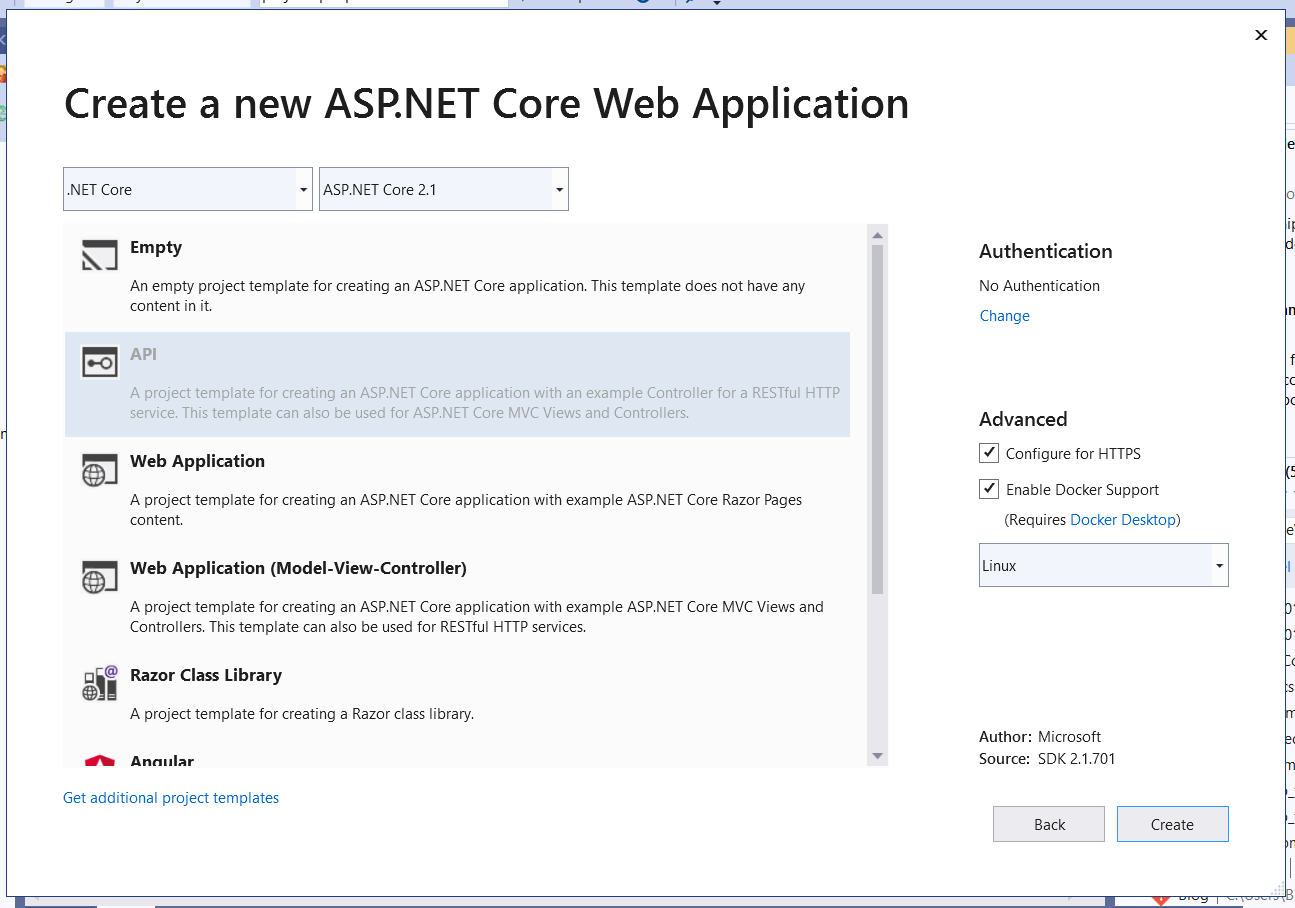 Create a new ASP.NET Core Web Application
.NET Core
ASP.NET Core 2.1
Empty
An empty project template for creating an ASP.NET Core application. This template does not have any
content in it.
API
A project template for creating an ASP.NET Core application with an example Controller for a RESTful HTTP
service. This template can also be used for ASP.NET Core MVC Views and Controllers.
Web Application
A project template for creating an ASP.NET Core application with example ASP.NET Core Razor Pages
content.
Web Application (Model-View-Controller)
A project template for creating an ASP.NET Core application with example ASP.NET Core MVC Views and
Controllers. This template can also be used for RESTful HTTP services.
Razor Class Library
A project template for creating a Razor class library.
Angular
Get additional project templates
Authentication
No Authentication
Change
Advanced
Configure for HTTPS
Enable Docker Support
(Requires Docker Desktop)
Linux
Author: Microsoft
Source: SDK 2.1.701
Back
Create